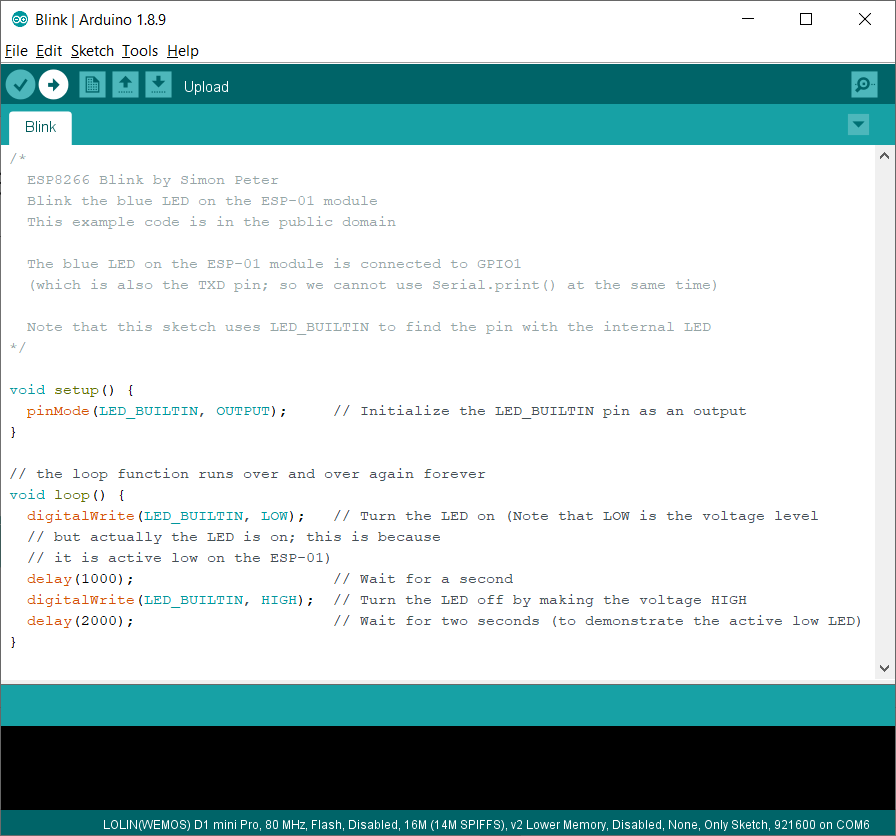 Blink | Arduino 1.8.9
File Edit Sketch Tools Help
Upload
Blink
/*
  ESP8266 Blink by Simon Peter
  Blink the blue LED on the ESP-01 module
  This example code is in the public domain

  The blue LED on the ESP-01 module is connected to GPIO1
  (which is also the TXD pin; so we cannot use Serial.print() at the same time)

  Note that this sketch uses LED_BUILTIN to find the pin with the internal LED
*/

void setup() {
  pinMode(LED_BUILTIN, OUTPUT);     // Initialize the LED_BUILTIN pin as an output
}

// the loop function runs over and over again forever
void loop() {
  digitalWrite(LED_BUILTIN, LOW);   // Turn the LED on (Note that LOW is the voltage level
  // but actually the LED is on; this is because
  // it is active low on the ESP-01)
  delay(1000);                      // Wait for a second
  digitalWrite(LED_BUILTIN, HIGH);  // Turn the LED off by making the voltage HIGH
  delay(2000);                      // Wait for two seconds (to demonstrate the active low LED)
}
LOLIN(WEMOS) D1 mini Pro, 80 MHz, Flash, Disabled, 16M (14M SPIFFS), v2 Lower Memory, Disabled, None, Only Sketch, 921600 on COM6